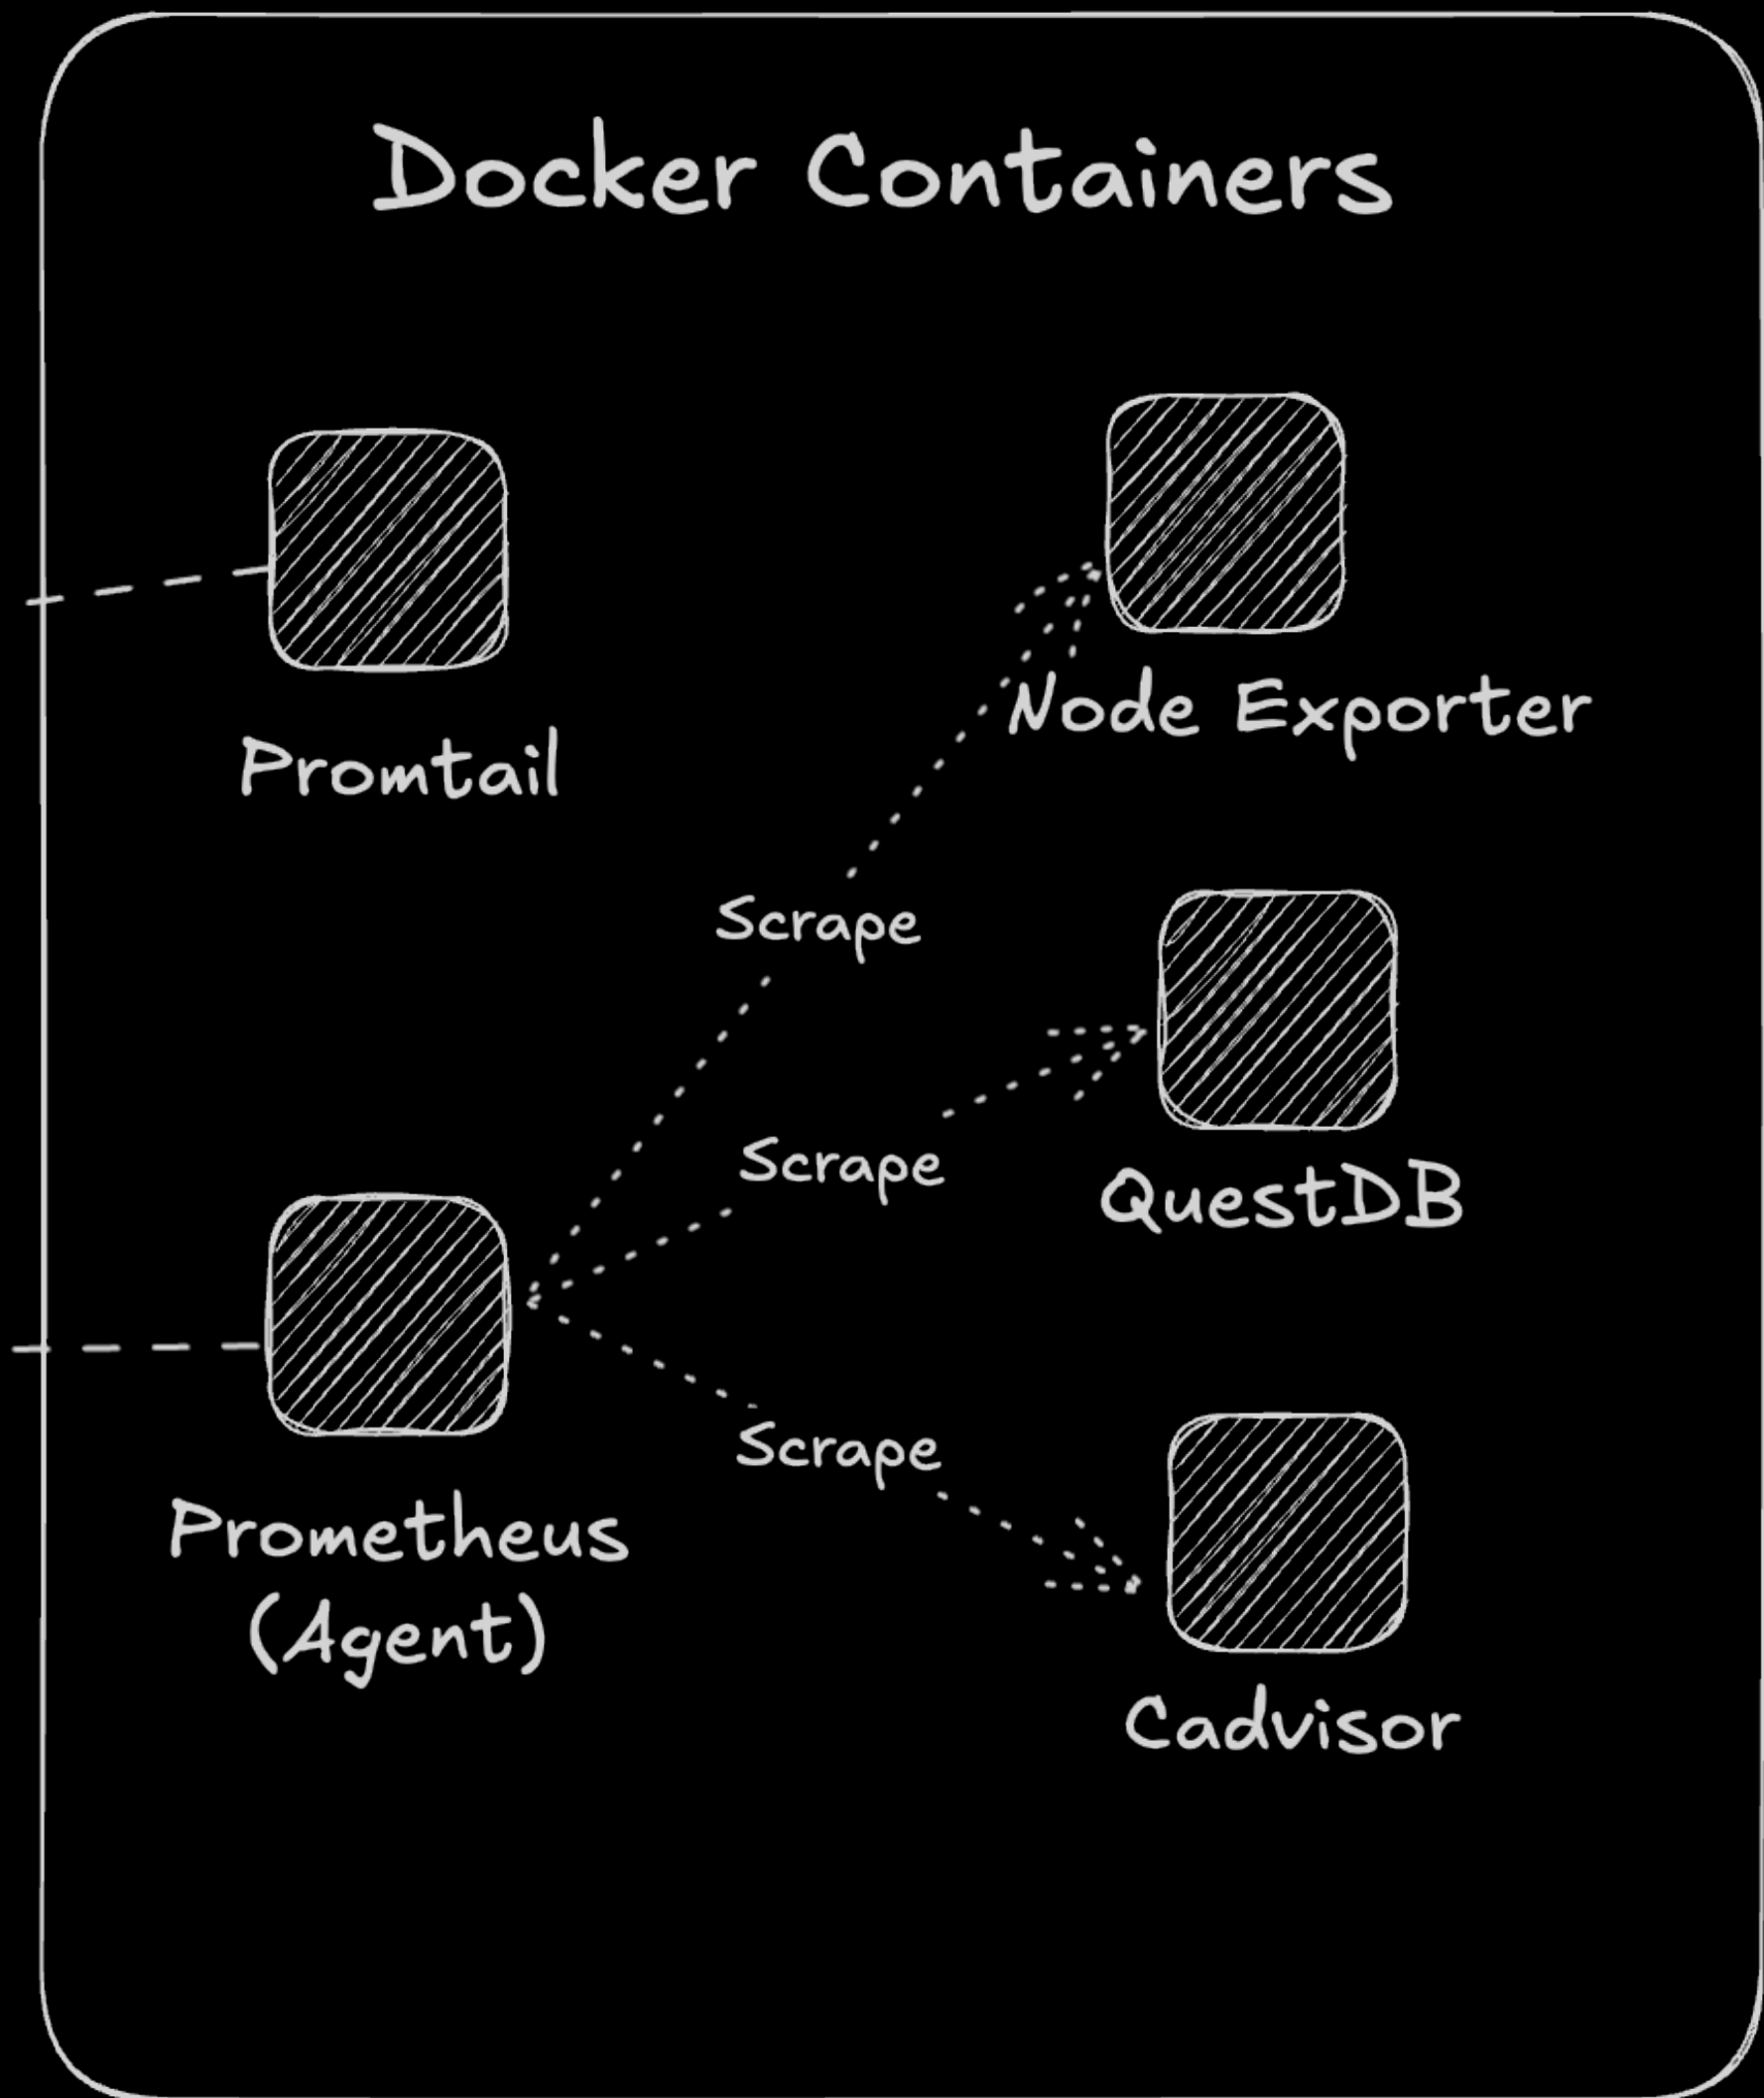 Docker Containers
Promtail
Node Exporter
Scrape
QuestDB
Scrape
Prometheus
(Agent)
Scrape
Cadvisor